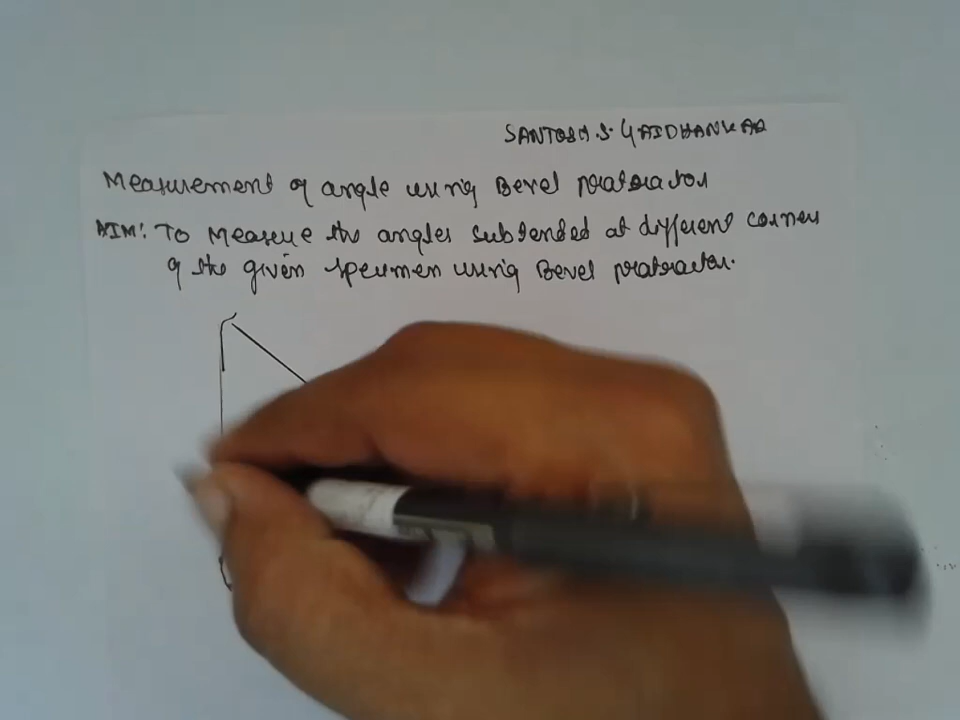 SANTOSH.S.GAIDHANKAR
Measurement of angle using Bevel protractor
AIM: To Measure the angles subtended at different corners
of the given specimen using Bevel protractor.